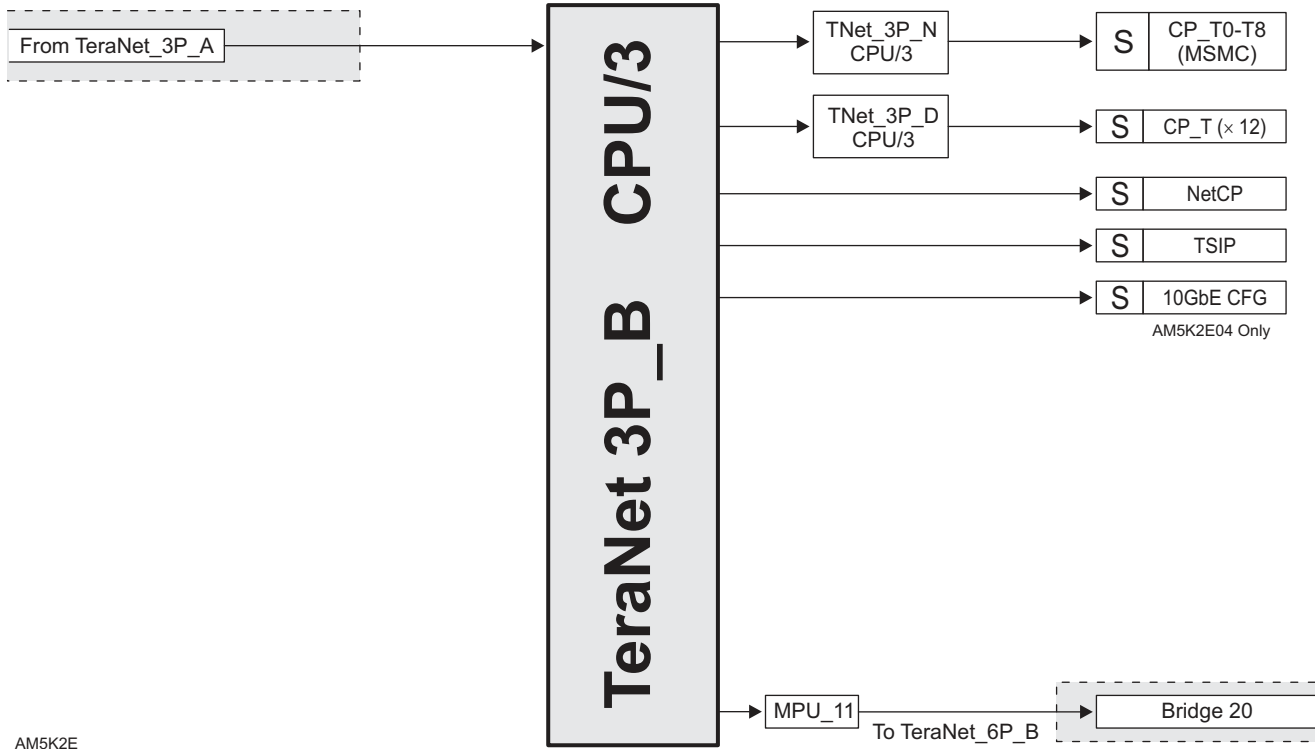 From TeraNet_3P_A
TeraNet 3P_B CPU/3
TNet_3P_N
CPU/3
S
CP_T0-T8
(MSMC)
TNet_3P_D
CPU/3
S
CP_T (× 12)
S
NetCP
S
TSIP
S
10GbE CFG
AM5K2E04 Only
MPU_11
To TeraNet_6P_B
Bridge 20
AM5K2E